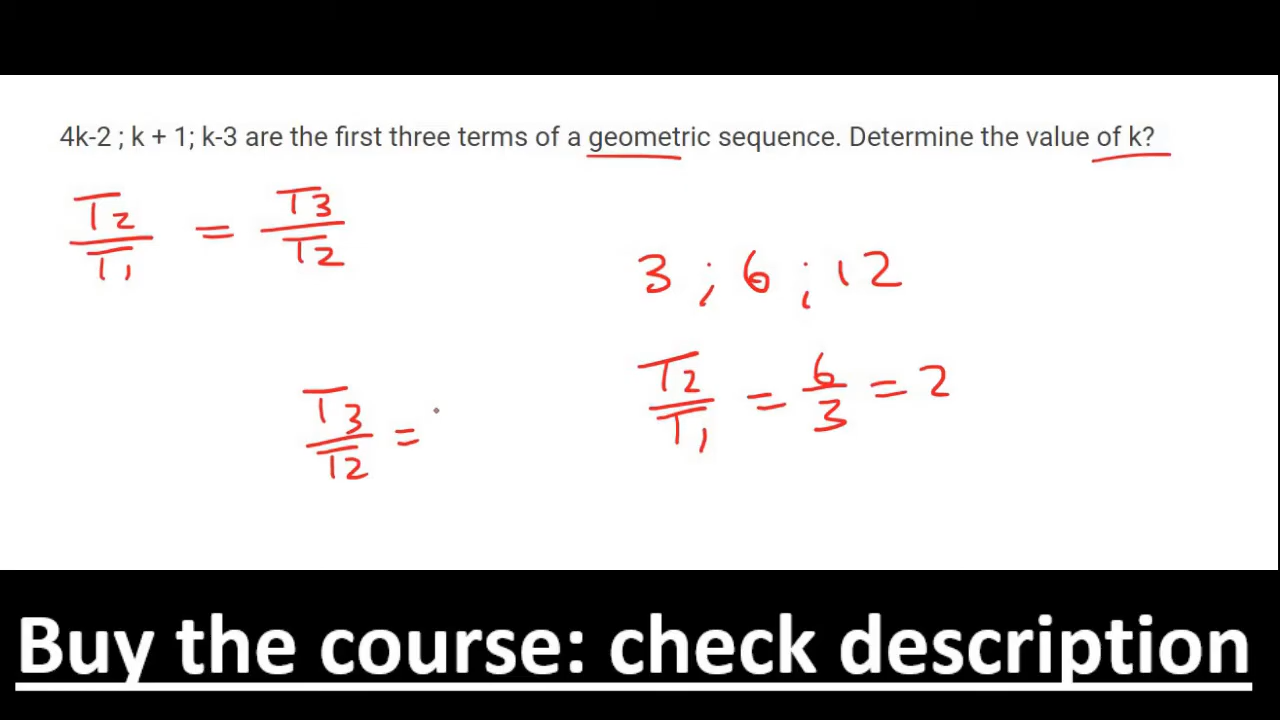 4k-2 ; k + 1; k-3 are the first three terms of a geometric sequence. Determine the value of k?
T2/T1 = T3/T2
3 ; 6 ; 12
T2/T1 = 6/3 = 2
T3/T2 =
Buy the course: check description